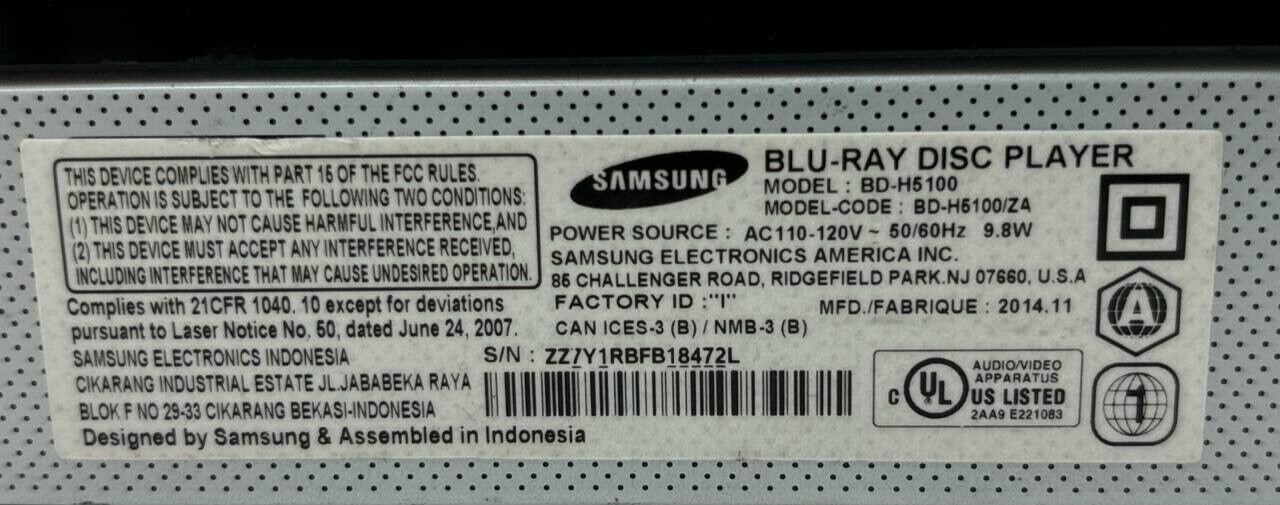 THIS DEVICE COMPLIES WITH PART 15 OF THE FCC RULES.
OPERATION IS SUBJECT TO THE FOLLOWING TWO CONDITIONS:
(1) THIS DEVICE MAY NOT CAUSE HARMFUL INTERFERENCE,AND
(2) THIS DEVICE MUST ACCEPT ANY INTERFERENCE RECEIVED,
INCLUDING INTERFERENCE THAT MAY CAUSE UNDESIRED OPERATION.
Complies with 21CFR 1040. 10 except for deviations
pursuant to Laser Notice No. 50, dated June 24, 2007.
SAMSUNG ELECTRONICS INDONESIA
CIKARANG INDUSTRIAL ESTATE JL.JABABEKA RAYA
BLOK F NO 29-33 CIKARANG BEKASI-INDONESIA
Designed by Samsung & Assembled in Indonesia
SAMSUNG
BLU-RAY DISC PLAYER
MODEL : BD-H5100
MODEL-CODE : BD-H5100/ZA
POWER SOURCE : AC110-120V ~ 50/60Hz 9.8W
SAMSUNG ELECTRONICS AMERICA INC.
85 CHALLENGER ROAD, RIDGEFIELD PARK.NJ 07660, U.S.A
FACTORY ID :"I"
MFD./FABRIQUE : 2014.11
CAN ICES-3 (B) / NMB-3 (B)
S/N : ZZ7Y1RBFB18472L
C UL US LISTED
AUDIO/VIDEO
APPARATUS
2AA9 E221083
A
1